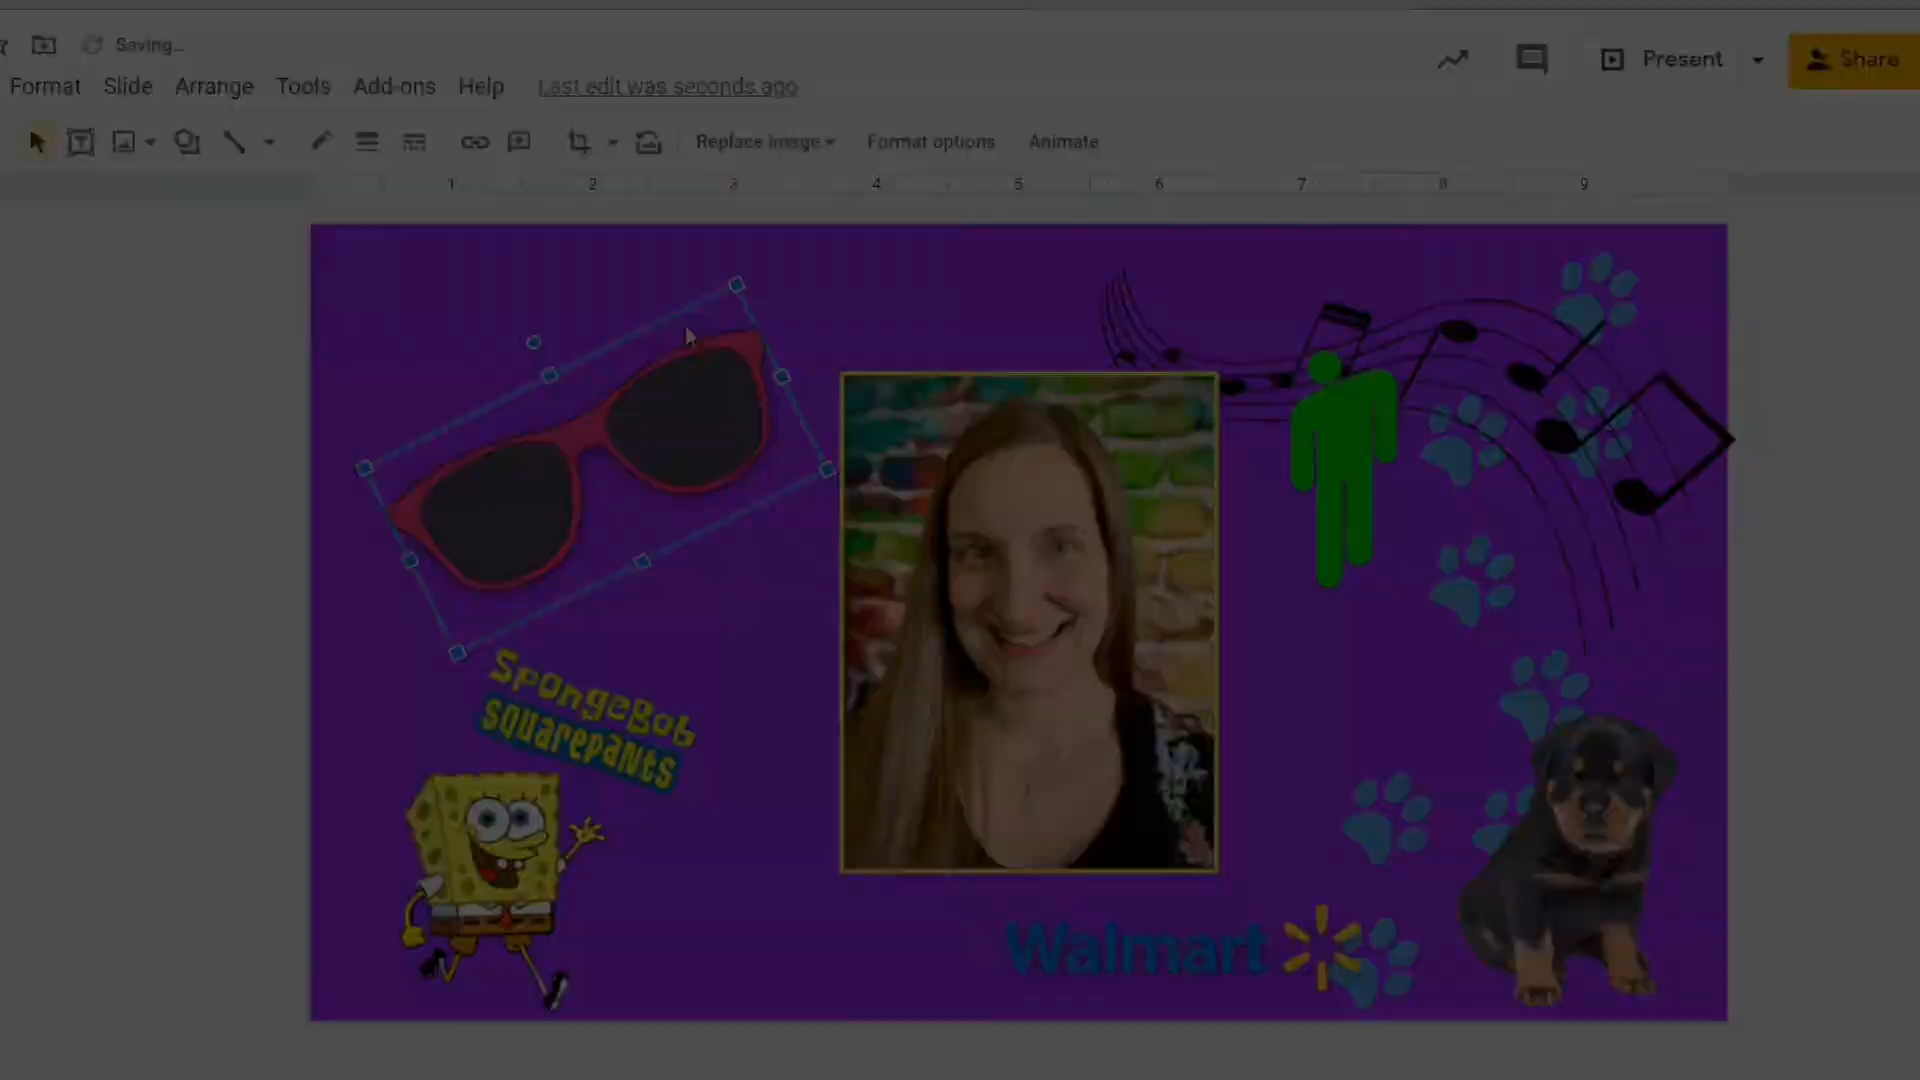 Saving...
Format Slide Arrange Tools Add-ons Help Last edit was seconds ago
Present
Share
Replace image Format options Animate
1 2 3 4 5 6 7 8 9
SpongeBob
squarepants
Walmart